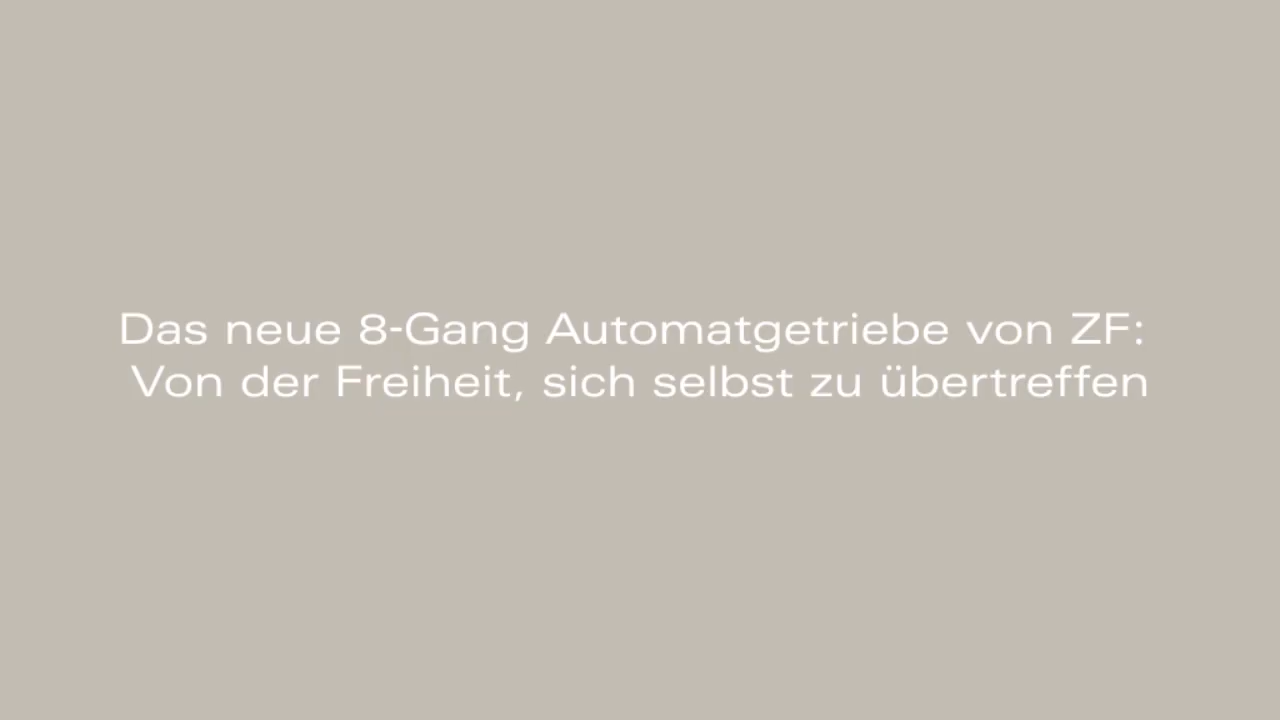 Das neue 8-Gang Automatgetriebe von ZF:
Von der Freiheit, sich selbst zu übertreffen